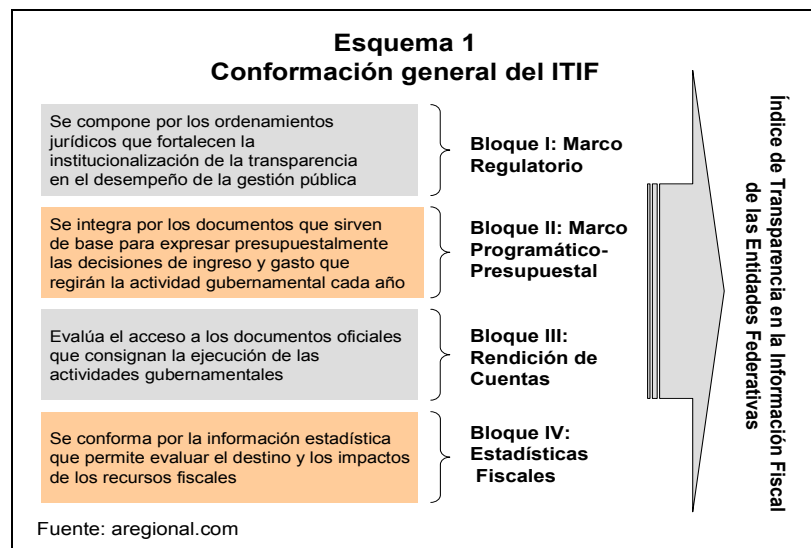 Esquema 1
Conformación general del ITIF
Se compone por los ordenamientos
jurídicos que fortalecen la
institucionalización de la transparencia
en el desempeño de la gestión pública
Bloque I: Marco
Regulatorio
Se integra por los documentos que sirven
de base para expresar presupuestalmente
las decisiones de ingreso y gasto que
regirán la actividad gubernamental cada año
Bloque II: Marco
Programático-
Presupuestal
Evalúa el acceso a los documentos oficiales
que consignan la ejecución de las
actividades gubernamentales
Bloque III:
Rendición de
Cuentas
Se conforma por la información estadística
que permite evaluar el destino y los impactos
de los recursos fiscales
Bloque IV:
Estadísticas
Fiscales
Índice de Transparencia en la Información Fiscal
de las Entidades Federativas
Fuente: aregional.com